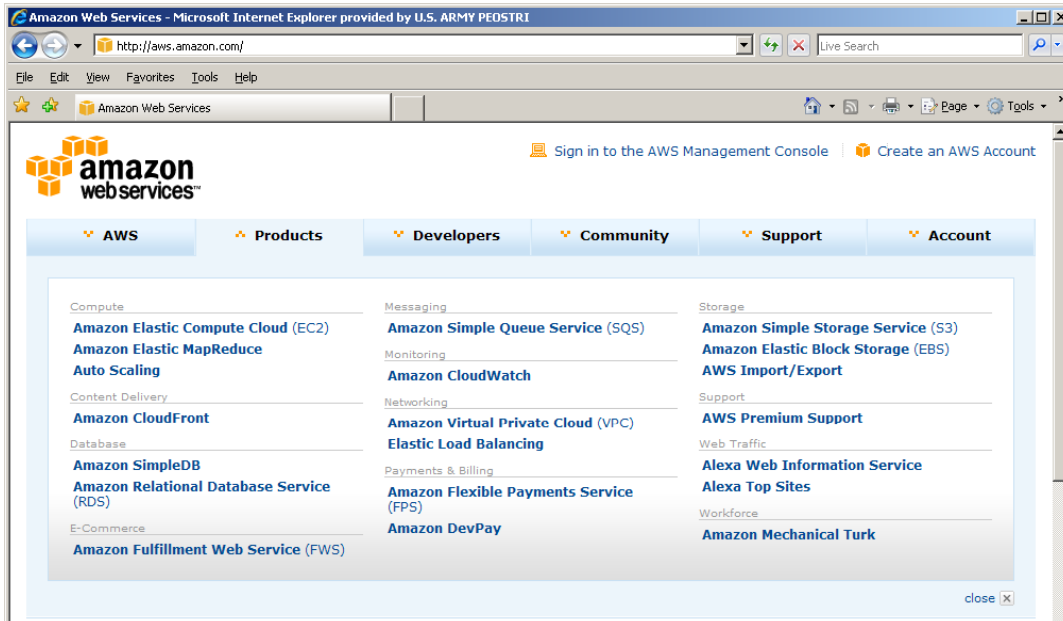 Amazon Web Services - Microsoft Internet Explorer provided by U.S. ARMY PEOSTRI
http://aws.amazon.com/
Live Search
File Edit View Favorites Tools Help
Amazon Web Services
Page Tools
amazon
webservices™
Sign in to the AWS Management Console
Create an AWS Account
AWS Products Developers Community Support Account
Compute
Amazon Elastic Compute Cloud (EC2)
Amazon Elastic MapReduce
Auto Scaling
Content Delivery
Amazon CloudFront
Database
Amazon SimpleDB
Amazon Relational Database Service
(RDS)
E-Commerce
Amazon Fulfillment Web Service (FWS)
Messaging
Amazon Simple Queue Service (SQS)
Monitoring
Amazon CloudWatch
Networking
Amazon Virtual Private Cloud (VPC)
Elastic Load Balancing
Payments & Billing
Amazon Flexible Payments Service
(FPS)
Amazon DevPay
Storage
Amazon Simple Storage Service (S3)
Amazon Elastic Block Storage (EBS)
AWS Import/Export
Support
AWS Premium Support
Web Traffic
Alexa Web Information Service
Alexa Top Sites
Workforce
Amazon Mechanical Turk
close